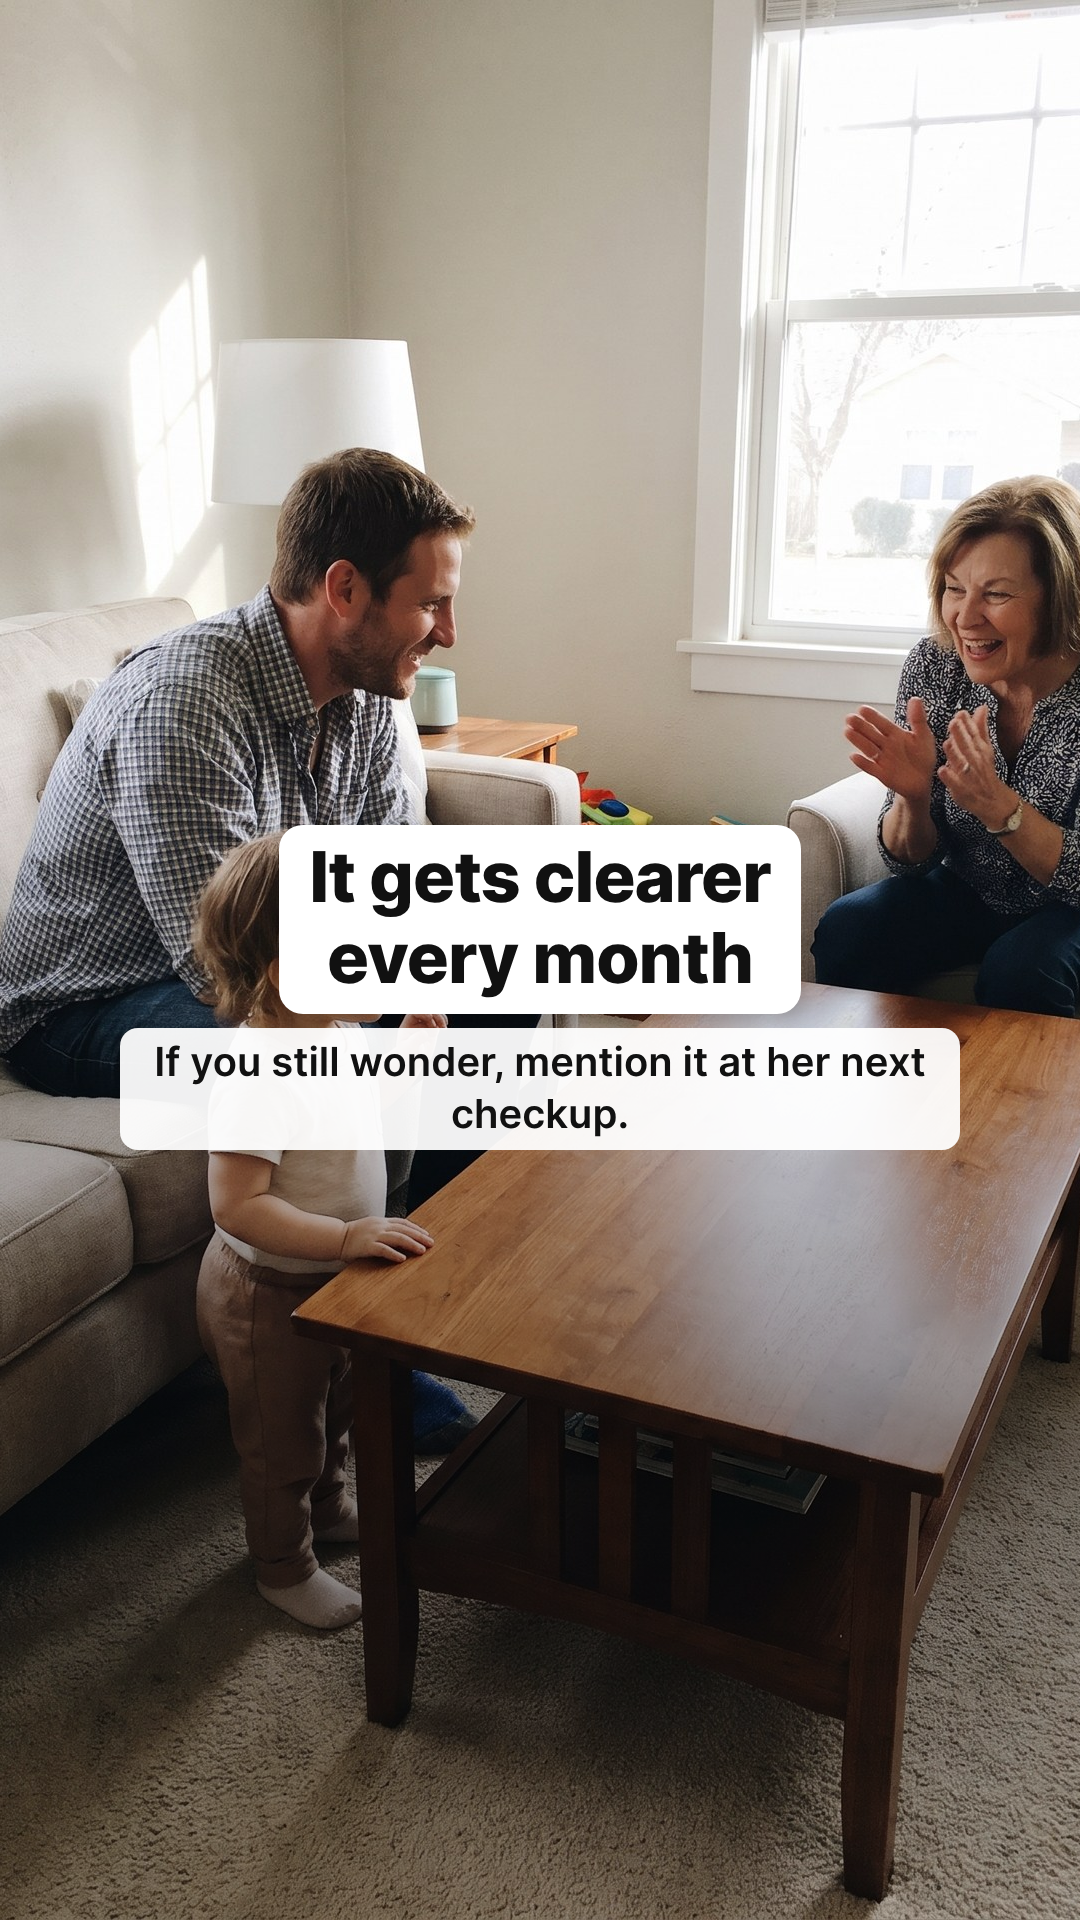 It gets clearer
every month
If you still wonder, mention it at her next
checkup.